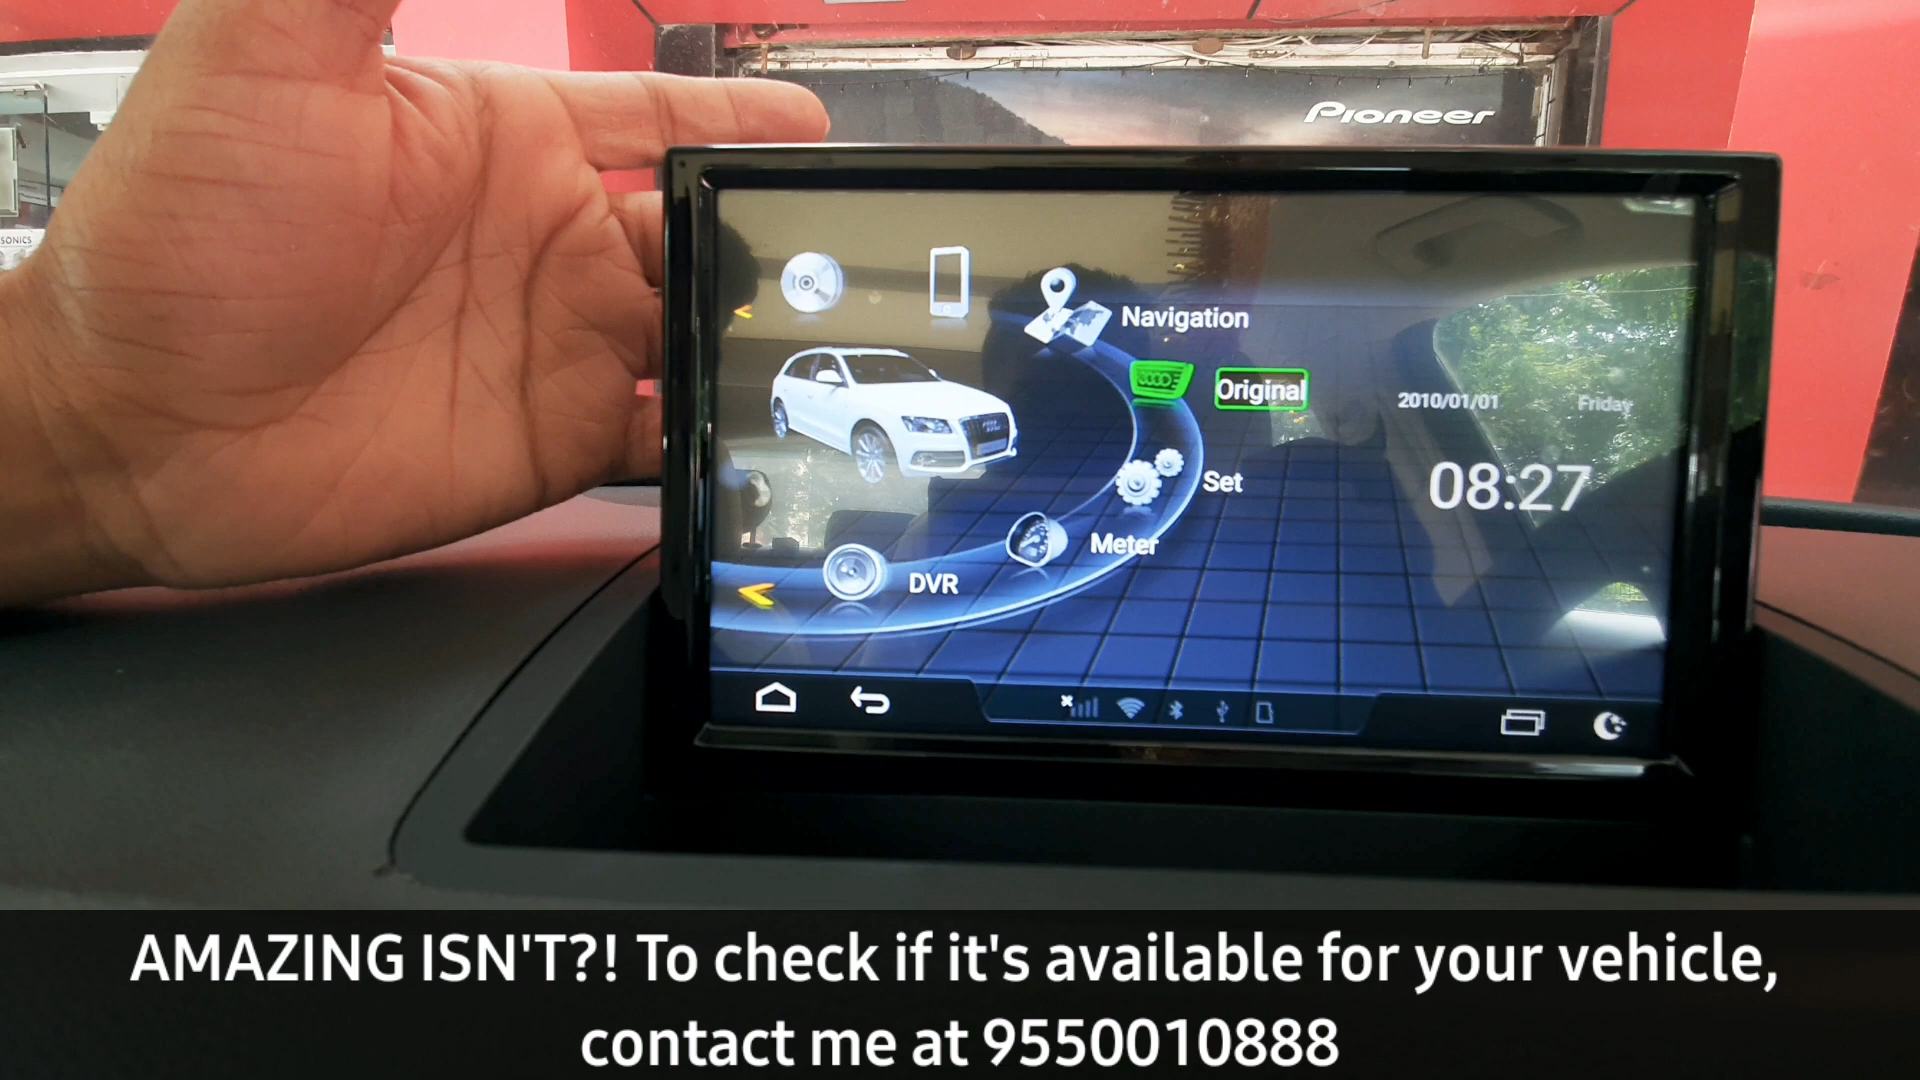 Pioneer
SONICS
Navigation
Original
2010/01/01 Friday
Set
08:27
Meter
DVR
AMAZING ISN'T?! To check if it's available for your vehicle,
contact me at 9550010888